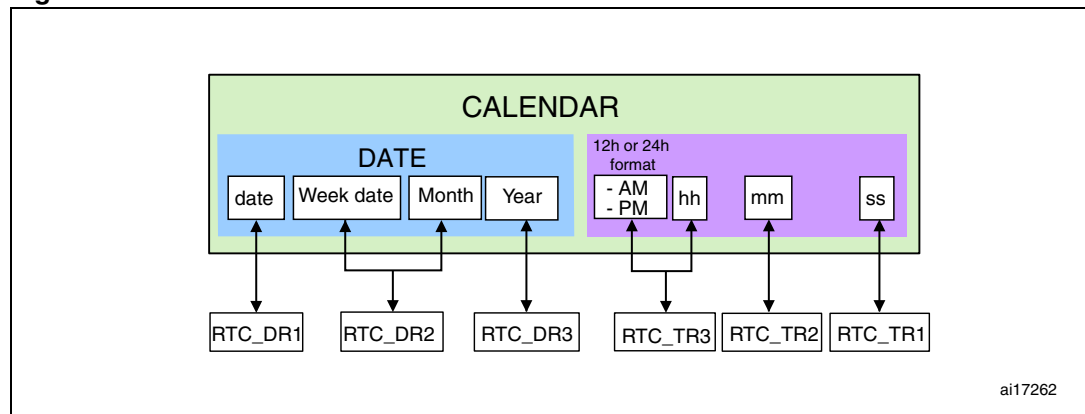 CALENDAR
DATE
12h or 24h
format
date
Week date
Month
Year
- AM
- PM
hh
mm
ss
RTC_DR1
RTC_DR2
RTC_DR3
RTC_TR3
RTC_TR2
RTC_TR1
ai17262